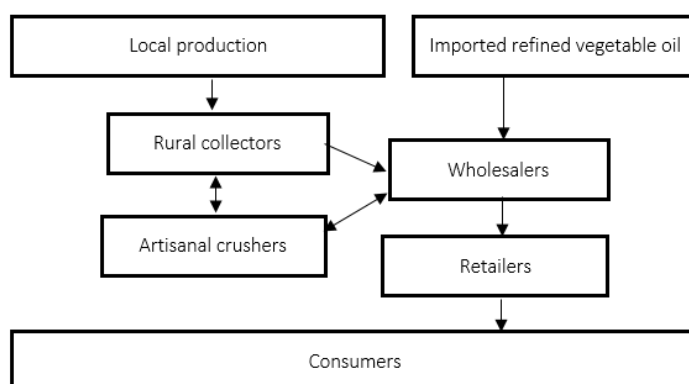 Local production
Imported refined vegetable oil
Rural collectors
Wholesalers
Artisanal crushers
Retailers
Consumers